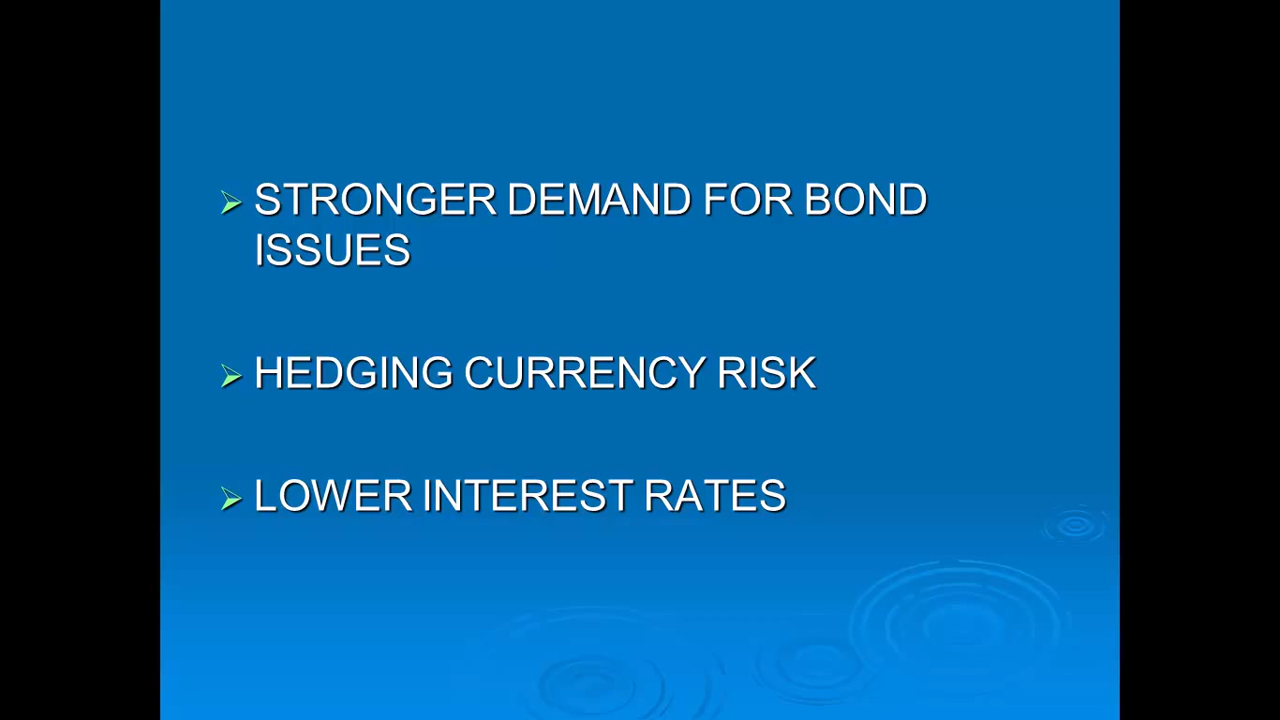 STRONGER DEMAND FOR BOND
ISSUES
HEDGING CURRENCY RISK
LOWER INTEREST RATES